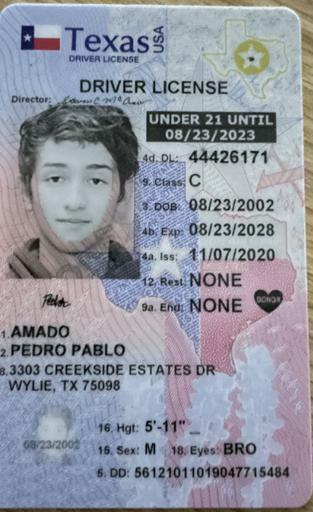 Texas USA
DRIVER LICENSE
DRIVER LICENSE
Director:
UNDER 21 UNTIL
08/23/2023
4d. DL: 44426171
9. Class: C
3. DOB: 08/23/2002
4b. Exp: 08/23/2028
4a. Iss: 11/07/2020
12. Rest: NONE
9a. End: NONE
DONOR
1. AMADO
2. PEDRO PABLO
8. 3303 CREEKSIDE ESTATES DR
WYLIE, TX 75098
08/23/2002
16. Hgt: 5'-11"
15. Sex: M 18. Eyes: BRO
5. DD: 56121011019047715484